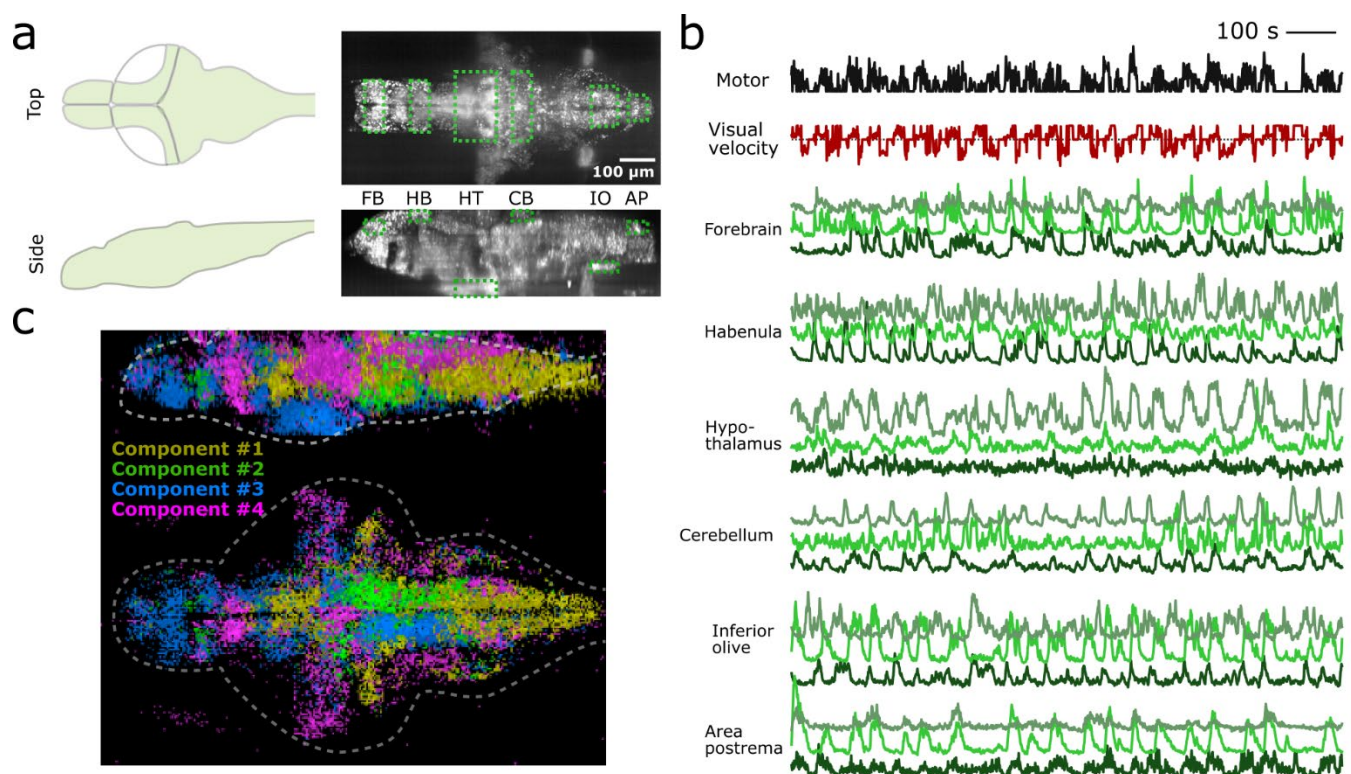 a
Top
Side
100 μm
FB HB HT CB IO AP
b
100 s
Motor
Visual
velocity
Forebrain
Habenula
Hypo-
thalamus
Cerebellum
Inferior
olive
Area
postrema
c
Component #1
Component #2
Component #3
Component #4